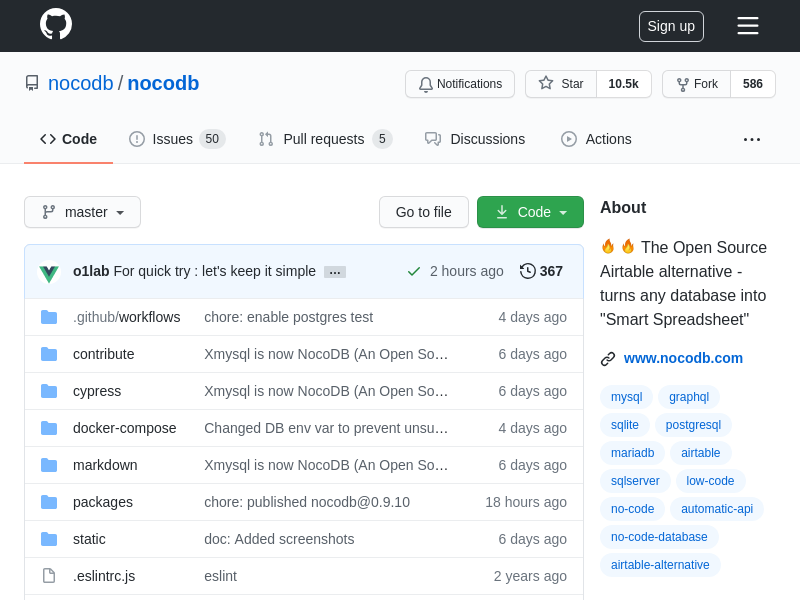 Sign up
nocodb / nocodb
Notifications Star 10.5k Fork 586
Code Issues 50 Pull requests 5 Discussions Actions ...
master Go to file Code
o1lab For quick try : let's keep it simple ... 2 hours ago 367
.github/workflows chore: enable postgres test 4 days ago
contribute Xmysql is now NocoDB (An Open So… 6 days ago
cypress Xmysql is now NocoDB (An Open So… 6 days ago
docker-compose Changed DB env var to prevent unsu… 4 days ago
markdown Xmysql is now NocoDB (An Open So… 6 days ago
packages chore: published nocodb@0.9.10 18 hours ago
static doc: Added screenshots 6 days ago
.eslintrc.js eslint 2 years ago
About
🔥 🔥 The Open Source
Airtable alternative -
turns any database into
"Smart Spreadsheet"
www.nocodb.com
mysql graphql
sqlite postgresql
mariadb airtable
sqlserver low-code
no-code automatic-api
no-code-database
airtable-alternative